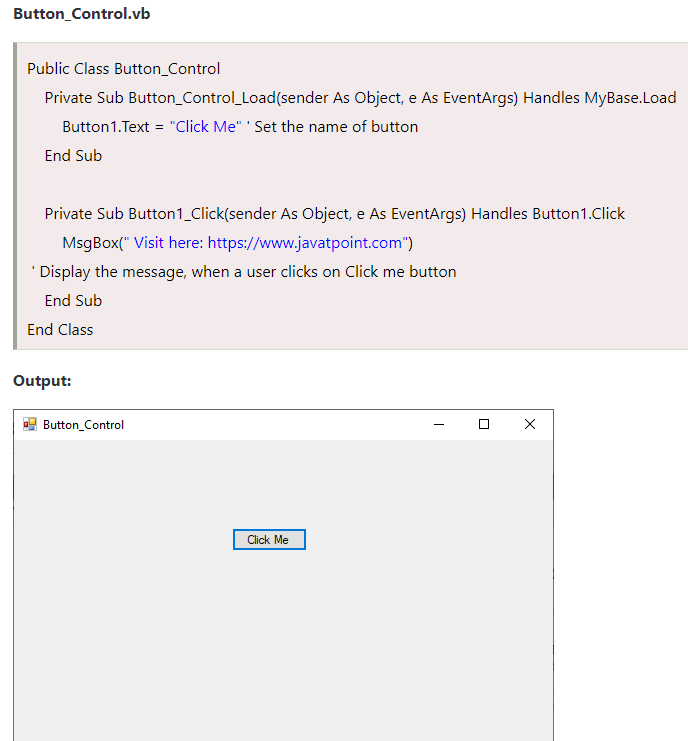 Button_Control.vb
Public Class Button_Control
Private Sub Button_Control_Load(sender As Object, e As EventArgs) Handles MyBase.Load
Button1.Text = "Click Me" ' Set the name of button
End Sub
Private Sub Button1_Click(sender As Object, e As EventArgs) Handles Button1.Click
MsgBox(" Visit here: https://www.javatpoint.com")
' Display the message, when a user clicks on Click me button
End Sub
End Class
Output:
Button_Control
Click Me